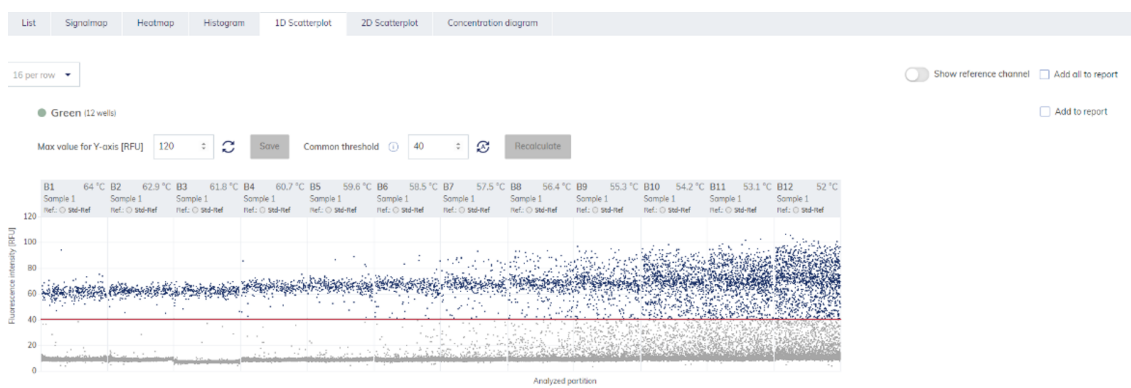 List Signalmap Heatmap Histogram 1D Scatterplot 2D Scatterplot Concentration diagram
16 per row Show reference channel Add all to report
Green (12 wells) Add to report
Max value for Y-axis [RFU] 120 Save Common threshold 40 Recalculate
B1 64 °C B2 62.9 °C B3 61.8 °C B4 60.7 °C B5 59.6 °C B6 58.5 °C B7 57.5 °C B8 56.4 °C B9 55.3 °C B10 54.2 °C B11 53.1 °C B12 52 °C
Sample 1 Sample 1 Sample 1 Sample 1 Sample 1 Sample 1 Sample 1 Sample 1 Sample 1 Sample 1 Sample 1 Sample 1
Ref.: Std-Ref Ref.: Std-Ref Ref.: Std-Ref Ref.: Std-Ref Ref.: Std-Ref Ref.: Std-Ref Ref.: Std-Ref Ref.: Std-Ref Ref.: Std-Ref Ref.: Std-Ref Ref.: Std-Ref Ref.: Std-Ref
Fluorescence intensity [RFU]
120
100
80
60
40
20
0
Analyzed partition